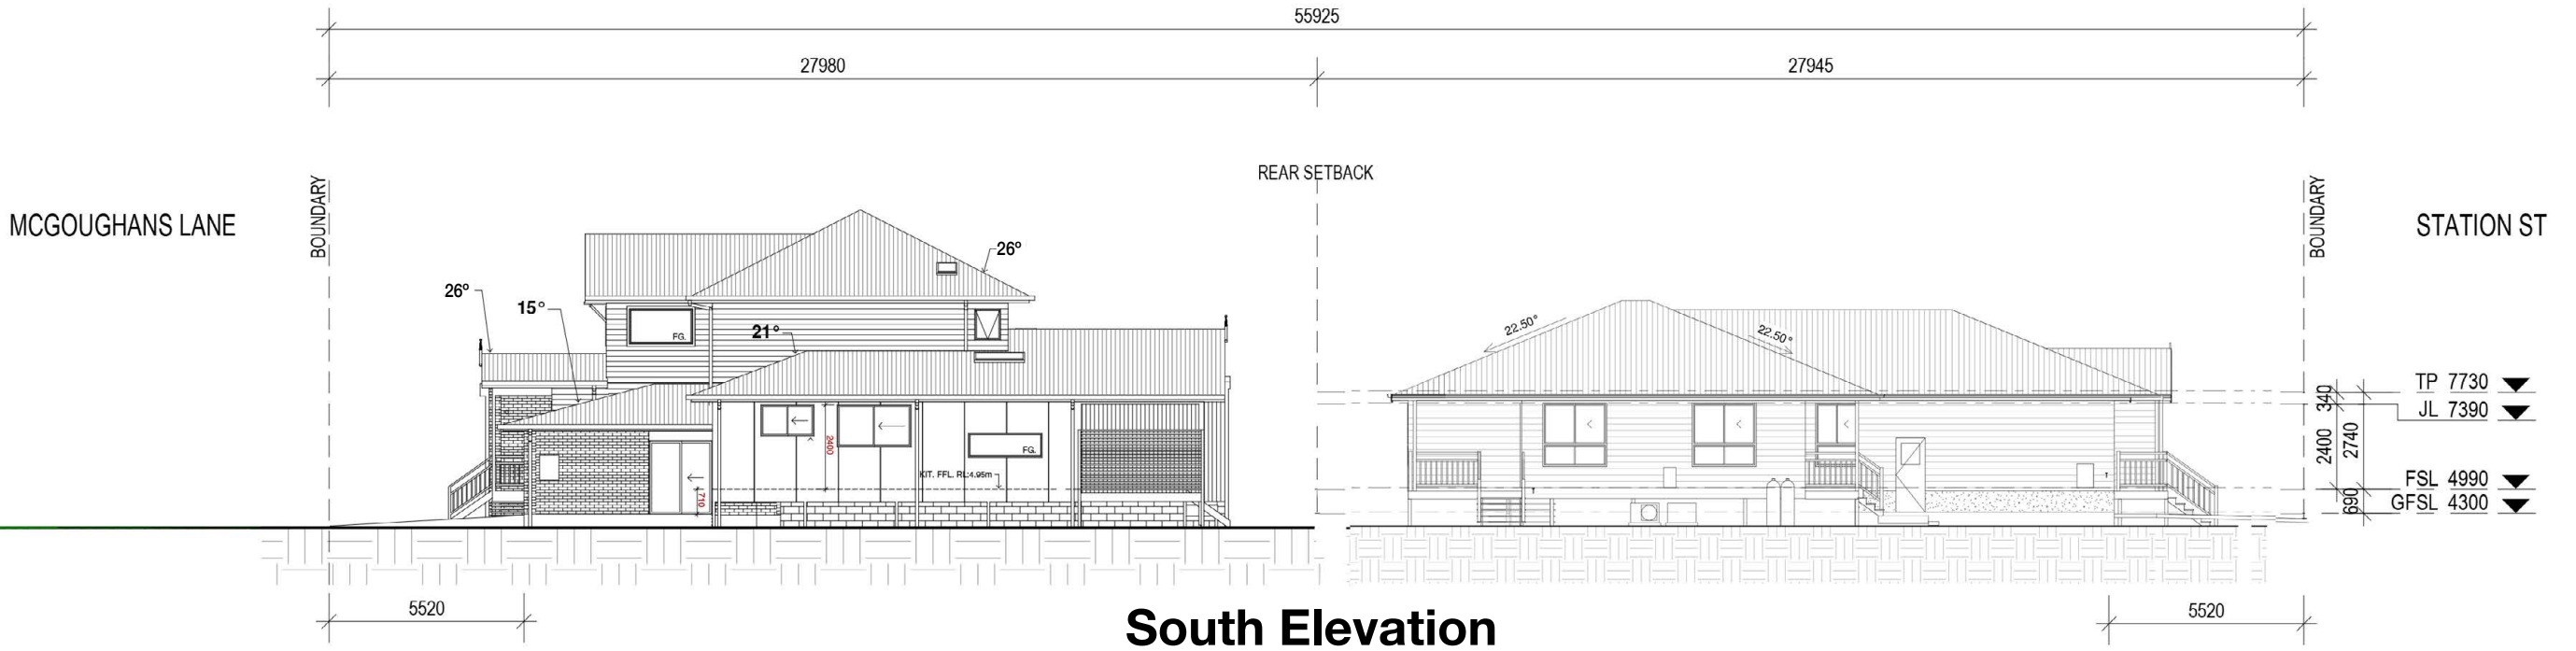 55925
27980
27945
REAR SETBACK
BOUNDARY
BOUNDARY
MCGOUGHANS LANE
STATION ST
26º
26º
15°
21°
FG.
22.50°
22.50°
TP 7730
340
JL 7390
2400
2400
2740
FG.
KIT. FFL. RL:4.95m
FSL 4990
710
690
GFSL 4300
5520
5520
South Elevation